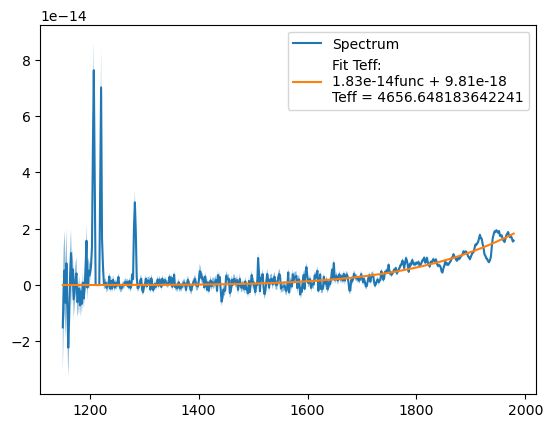 1e−14
8
6
4
2
0
−2
1200
1400
1600
1800
2000
Spectrum
Fit Teff:
1.83e-14func + 9.81e-18
Teff = 4656.648183642241